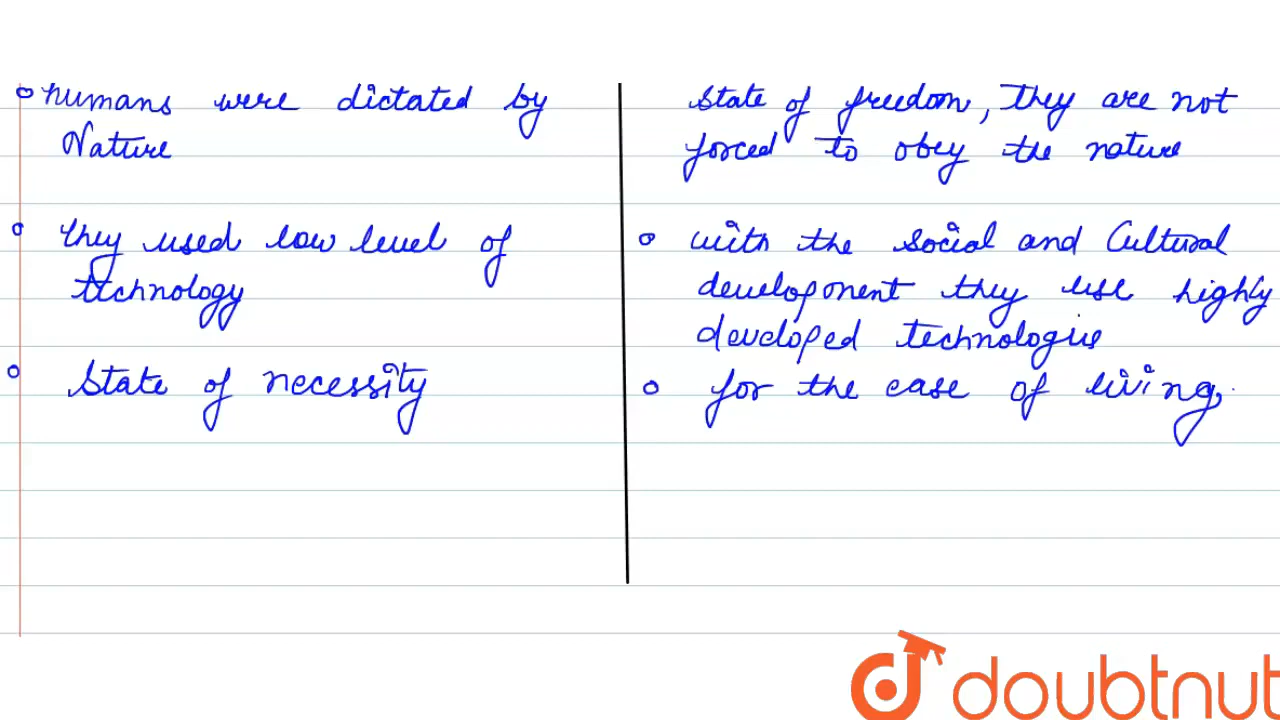 humans were dictated by
Nature
they used low level of
technology
State of necessity
State of freedom, They are not
forced to obey the nature
with the social and Cultural
development they use highly
developed technologies
for the ease of living,
doubtnut